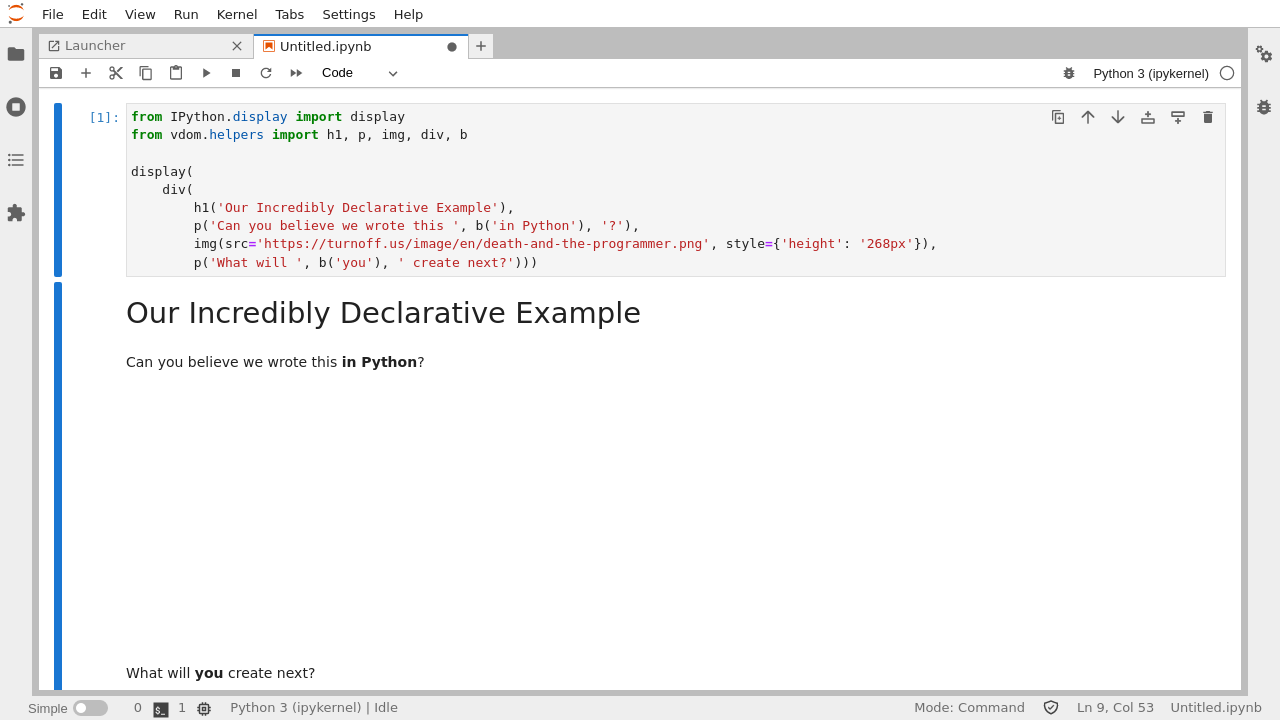 File Edit View Run Kernel Tabs Settings Help
Launcher Untitled.ipynb
Code Python 3 (ipykernel)
[1]: from IPython.display import display
from vdom.helpers import h1, p, img, div, b
display(
div(
h1('Our Incredibly Declarative Example'),
p('Can you believe we wrote this ', b('in Python'), '?'),
img(src='https://turnoff.us/image/en/death-and-the-programmer.png', style={'height': '268px'}),
p('What will ', b('you'), ' create next?')))
Our Incredibly Declarative Example
Can you believe we wrote this in Python?
What will you create next?
Simple 0 $_ 1 Python 3 (ipykernel) | Idle Mode: Command Ln 9, Col 53 Untitled.ipynb